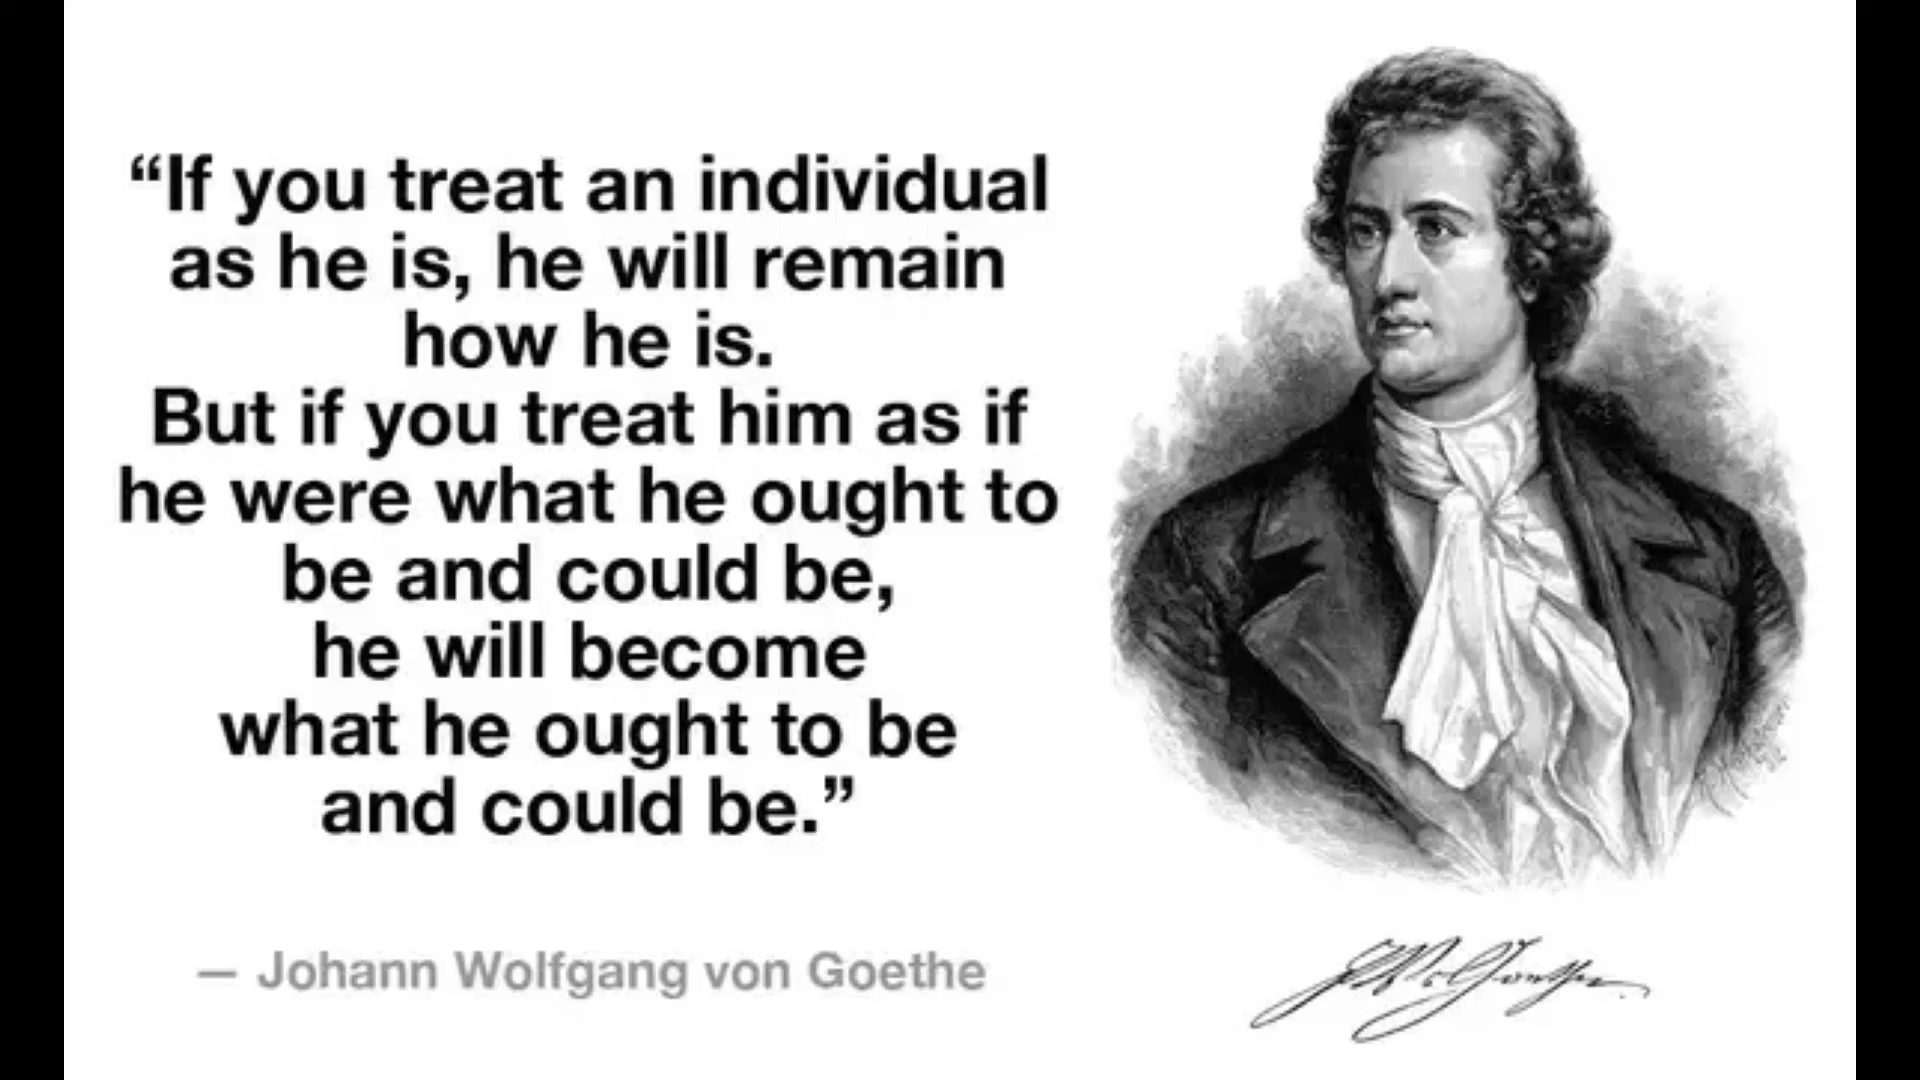 “If you treat an individual
as he is, he will remain
how he is.
But if you treat him as if
he were what he ought to
be and could be,
he will become
what he ought to be
and could be.”
— Johann Wolfgang von Goethe